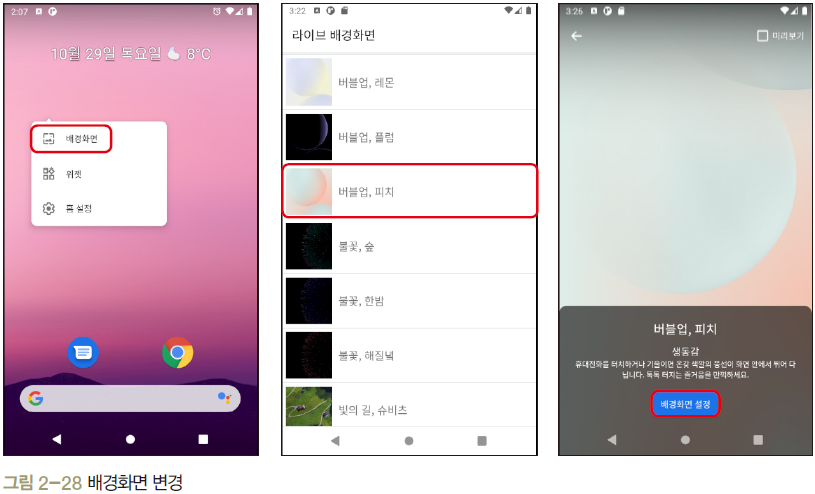 2:07
10월 29일 목요일 8°C
배경화면
위젯
홈 설정
3:22
라이브 배경화면
버블업, 레몬
버블업, 플럼
버블업, 피치
불꽃, 숲
불꽃, 한밤
불꽃, 해질녘
빛의 길, 슈비츠
3:26
미리보기
버블업, 피치
생동감
휴대전화를 터치하거나 기울이면 온갖 색깔의 풍선이 화면 안에서 튀어 다
닙니다. 톡톡 터지는 즐거움을 만끽하세요.
배경화면 설정
그림 2-28 배경화면 변경